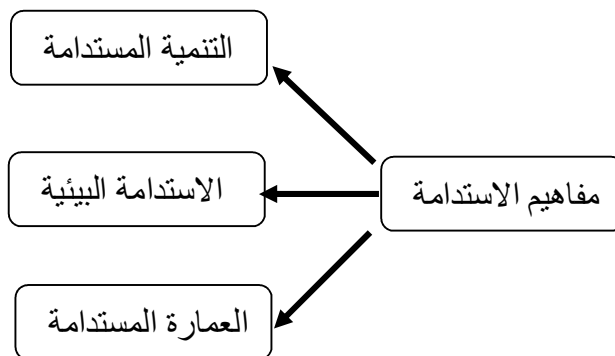 التنمية المستدامة
مفاهيم الاستدامة
الاستدامة البيئية
العمارة المستدامة